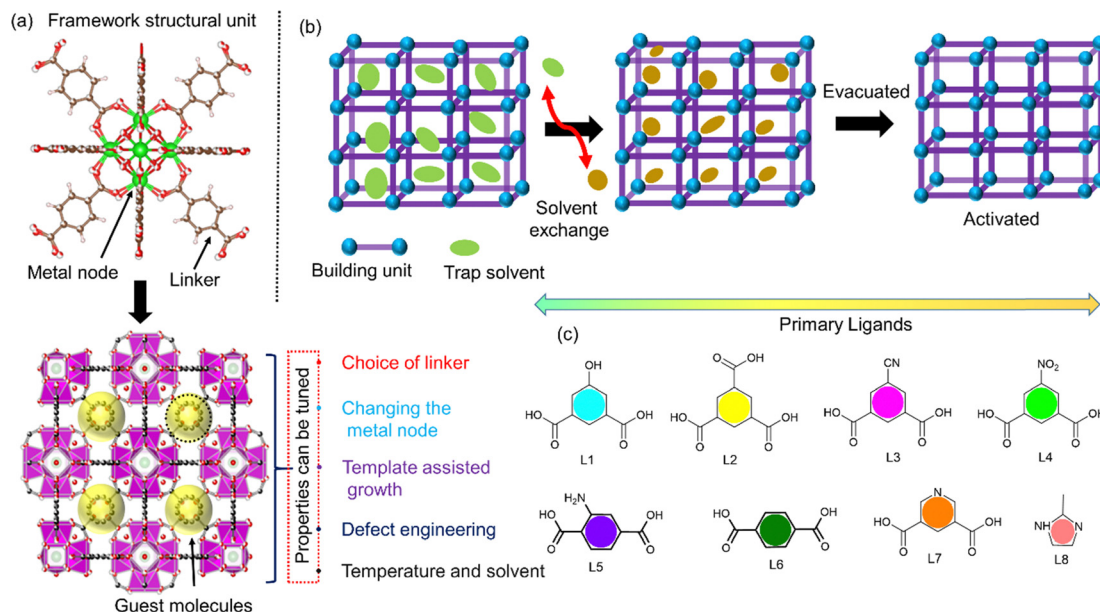 (a) Framework structural unit
Metal node
Linker
Guest molecules
Properties can be tuned
Choice of linker
Changing the
metal node
Template assisted
growth
Defect engineering
Temperature and solvent
(b)
Solvent
exchange
Evacuated
Activated
Building unit
Trap solvent
Primary Ligands
(c)
OH
HO
OH
O
O
L1
O
OH
HO
OH
O
O
L2
CN
HO
OH
O
O
L3
NO2
HO
OH
O
O
L4
H2N
O
OH
HO
O
L5
O
OH
HO
O
L6
N
HO
OH
O
O
L7
NH
N
L8